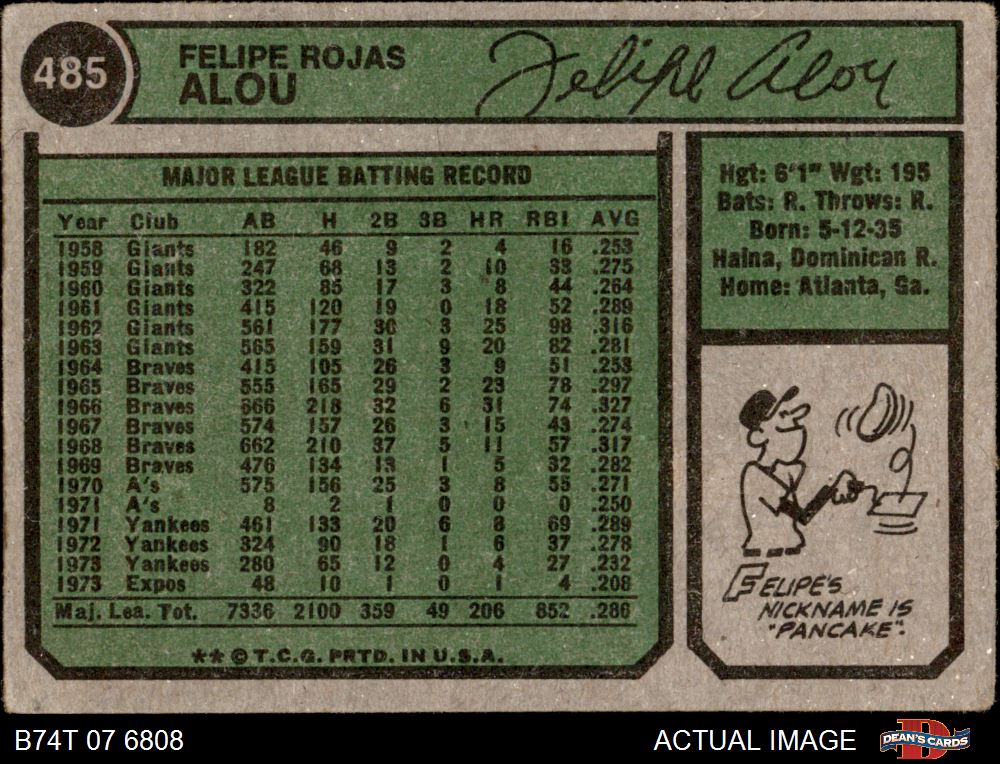 485
FELIPE ROJAS
ALOU
Felipe Alou
MAJOR LEAGUE BATTING RECORD
Year Club AB H 2B 3B HR RBI AVG
1958 Giants 182 46 9 2 4 16 .253
1959 Giants 247 68 13 2 10 33 .275
1960 Giants 322 85 17 3 8 44 .264
1961 Giants 415 120 19 0 18 52 .289
1962 Giants 561 177 30 3 25 98 .316
1963 Giants 565 159 31 9 20 82 .281
1964 Braves 415 105 26 3 9 51 .253
1965 Braves 555 165 29 2 23 78 .297
1966 Braves 666 218 32 6 31 74 .327
1967 Braves 574 157 26 3 15 43 .274
1968 Braves 662 210 37 5 11 57 .317
1969 Braves 476 134 13 1 5 32 .282
1970 A's 575 156 25 3 8 55 .271
1971 A's 8 2 1 0 0 0 .250
1971 Yankees 461 133 20 6 8 69 .289
1972 Yankees 324 90 18 1 6 37 .278
1973 Yankees 280 65 12 0 4 27 .232
1973 Expos 48 10 1 0 1 4 .208
Maj. Lea. Tot. 7336 2100 359 49 206 852 .286
** © T.C.G. PRTD. IN U.S.A.
Hgt: 6'1" Wgt: 195
Bats: R. Throws: R.
Born: 5-12-35
Haina, Dominican R.
Home: Atlanta, Ga.
FELIPE'S
NICKNAME IS
"PANCAKE".
B74T 07 6808
ACTUAL IMAGE
DEAN'S CARDS